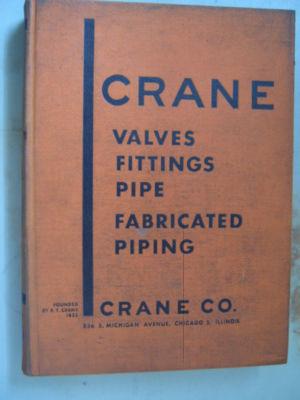 CRANE
VALVES
FITTINGS
PIPE
FABRICATED
PIPING
FOUNDED
BY R. T. CRANE
1855
CRANE CO.
836 S. MICHIGAN AVENUE, CHICAGO 5, ILLINOIS